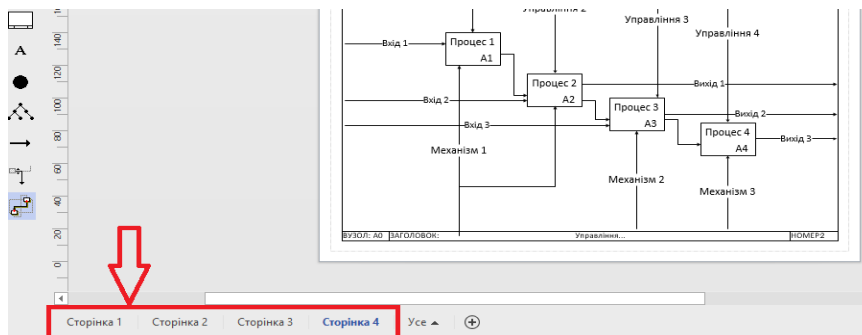 Управління 2
Управління 3
Управління 4
Вхід 1
Процес 1
A1
Процес 2
A2
Вихід 1
Вхід 2
Процес 3
A3
Вихід 2
Вхід 3
Процес 4
A4
Вихід 3
Механізм 1
Механізм 2
Механізм 3
ВУЗОЛ: A0 ЗАГОЛОВОК: Управління... НОМЕР:2
140
120
100
80
60
40
20
0
A
Сторінка 1 Сторінка 2 Сторінка 3 Сторінка 4 Усе